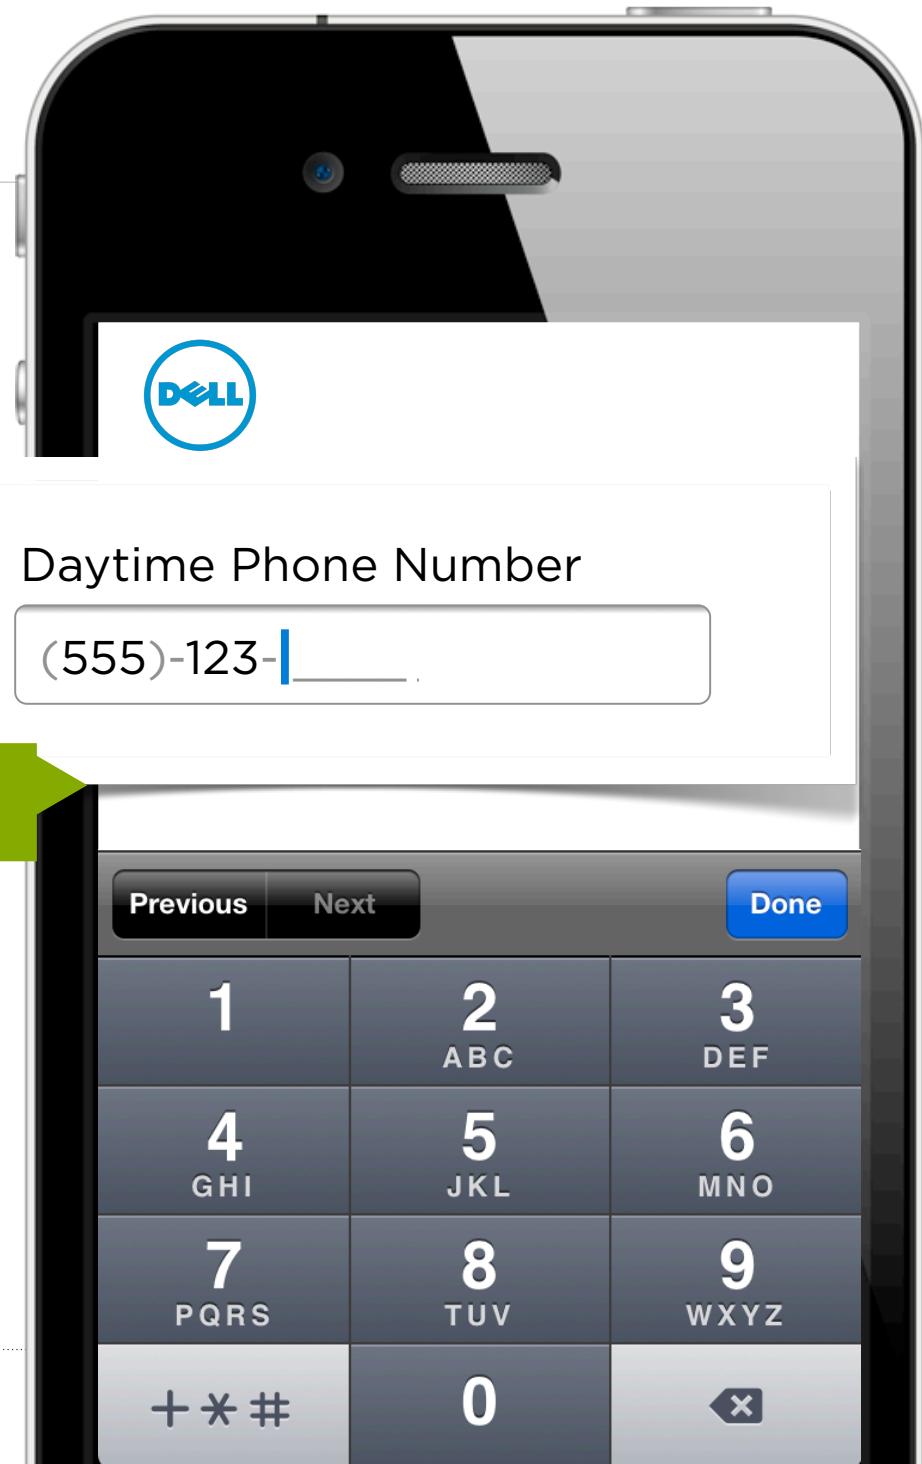 DELL
Daytime Phone Number
(555)-123-____.
Previous Next Done
1 2 3
ABC DEF
4 5 6
GHI JKL MNO
7 8 9
PQRS TUV WXYZ
+*# 0